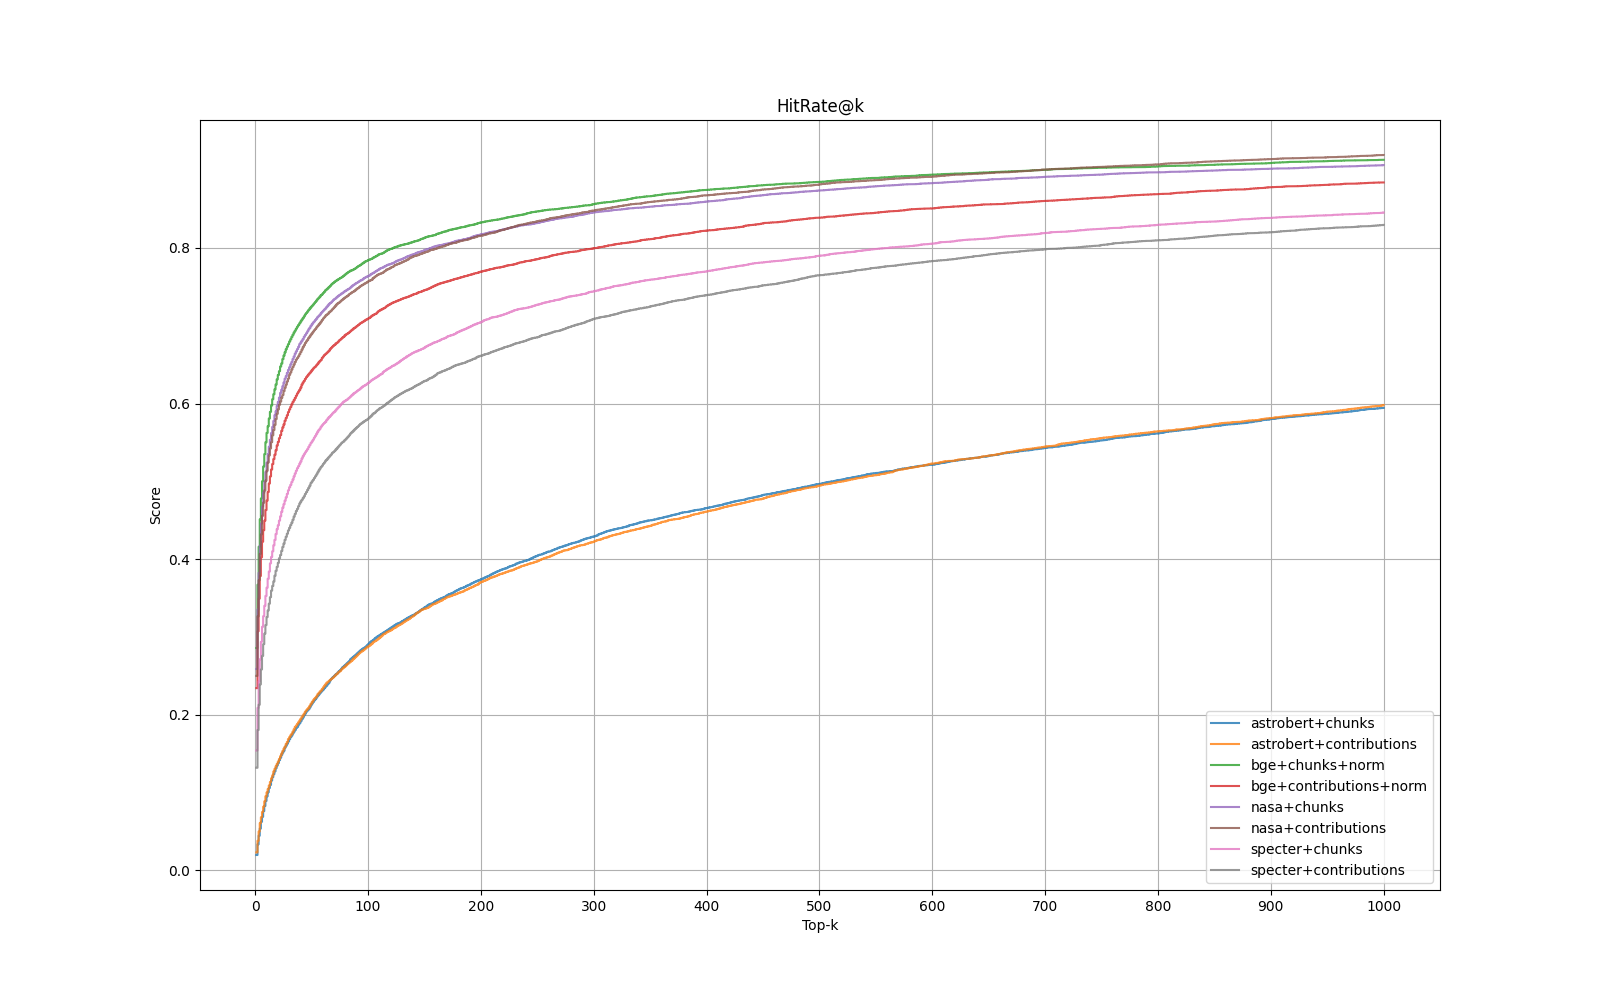 HitRate@k
Score
0.8
0.6
0.4
0.2
0.0
0 100 200 300 400 500 600 700 800 900 1000
Top-k
astrobert+chunks
astrobert+contributions
bge+chunks+norm
bge+contributions+norm
nasa+chunks
nasa+contributions
specter+chunks
specter+contributions